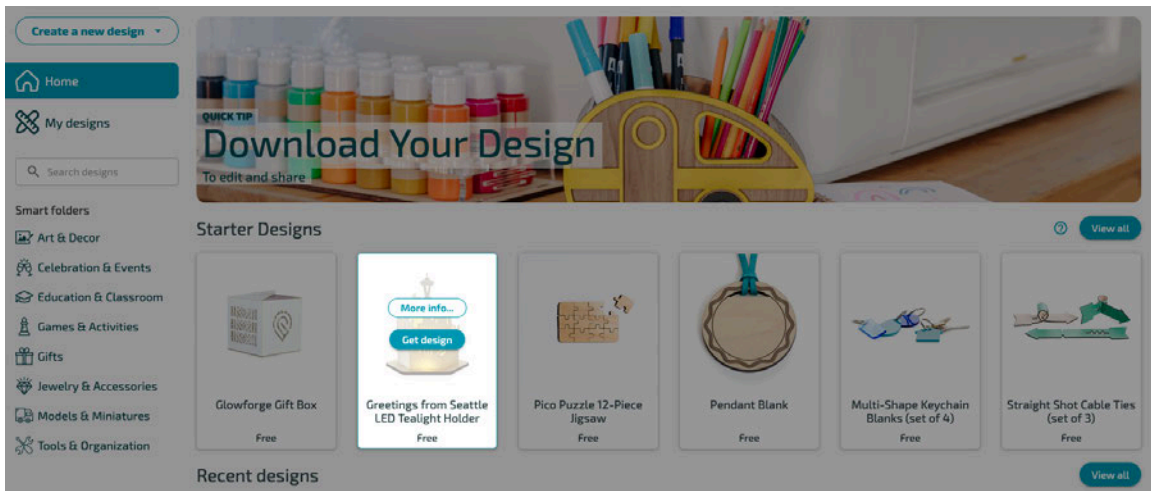 Create a new design
Home
My designs
Search designs
Smart folders
Art & Decor
Celebration & Events
Education & Classroom
Games & Activities
Gifts
Jewelry & Accessories
Models & Miniatures
Tools & Organization
QUICK TIP
Download Your Design
To edit and share
Starter Designs
? View all
Glowforge Gift Box
Free
More info...
Get design
Greetings from Seattle
LED Tealight Holder
Free
Pico Puzzle 12-Piece
Jigsaw
Free
Pendant Blank
Free
Multi-Shape Keychain
Blanks (set of 4)
Free
Straight Shot Cable Ties
(set of 3)
Free
Recent designs
View all